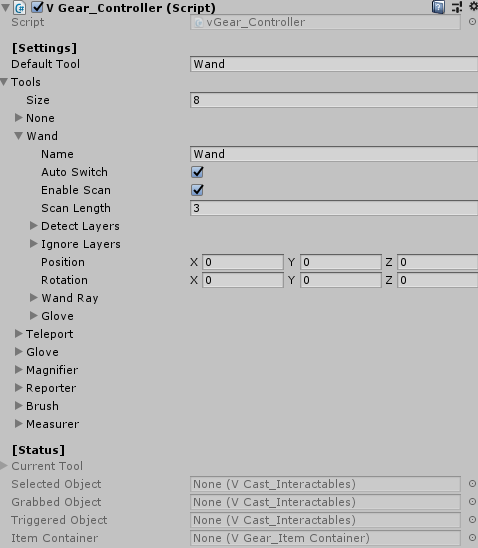 V Gear_Controller (Script)
Script vGear_Controller
[Settings]
Default Tool Wand
Tools
Size 8
None
Wand
Name Wand
Auto Switch
Enable Scan
Scan Length 3
Detect Layers
Ignore Layers
Position X 0 Y 0 Z 0
Rotation X 0 Y 0 Z 0
Wand Ray
Glove
Teleport
Glove
Magnifier
Reporter
Brush
Measurer
[Status]
Current Tool
Selected Object None (V Cast_Interactables)
Grabbed Object None (V Cast_Interactables)
Triggered Object None (V Cast_Interactables)
Item Container None (V Gear_Item Container)